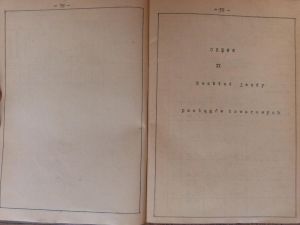 CZĘŚĆ
II
Rozkład jazdy
pociągów towarowych